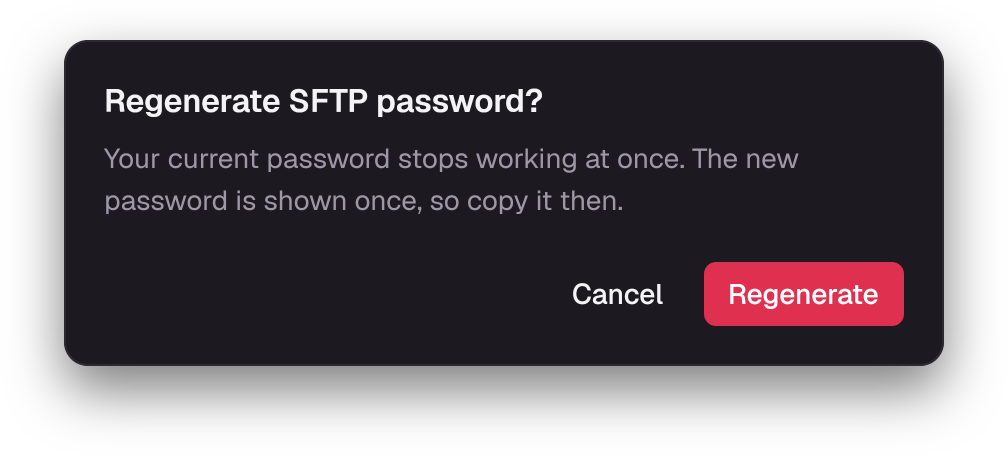 Regenerate SFTP password?
Your current password stops working at once. The new
password is shown once, so copy it then.
Cancel
Regenerate